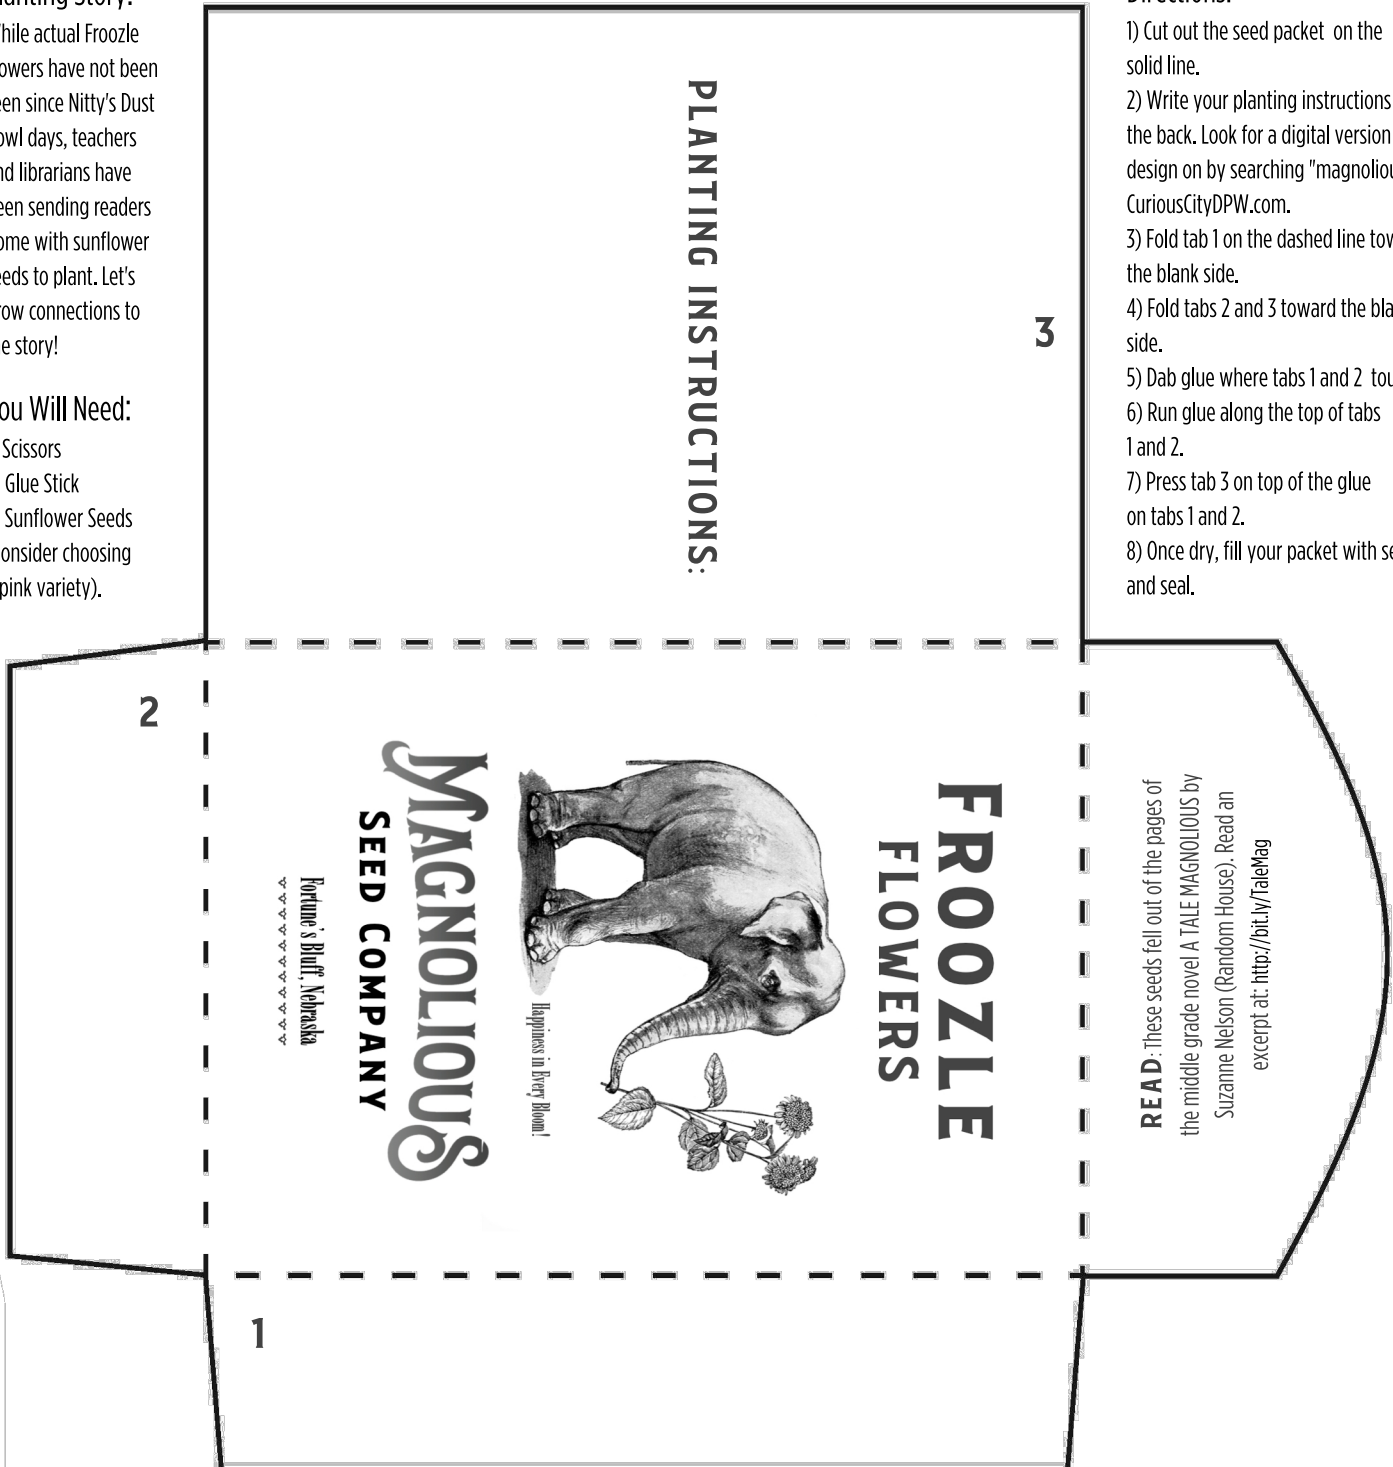 anting Story:
hile actual Froozle
owers have not been
en since Nitty's Dust
owl days, teachers
nd librarians have
een sending readers
ome with sunflower
eds to plant. Let's
row connections to
e story!
ou Will Need:
Scissors
Glue Stick
Sunflower Seeds
onsider choosing
pink variety).
PLANTING INSTRUCTIONS:
3
Directions:
1) Cut out the seed packet on the
solid line.
2) Write your planting instructions
the back. Look for a digital version
design on by searching "magnoliou
CuriousCityDPW.com.
3) Fold tab 1 on the dashed line tow
the blank side.
4) Fold tabs 2 and 3 toward the bla
side.
5) Dab glue where tabs 1 and 2 tou
6) Run glue along the top of tabs
1 and 2.
7) Press tab 3 on top of the glue
on tabs 1 and 2.
8) Once dry, fill your packet with se
and seal.
2
FROOZLE
FLOWERS
Happiness in Every Bloom!
MAGNOLIOUS
SEED COMPANY
Fortune's Bluff, Nebraska
READ: These seeds fell out of the pages of
the middle grade novel A TALE MAGNOLIOUS by
Suzanne Nelson (Random House). Read an
excerpt at: http://bit.ly/TaleMag
1